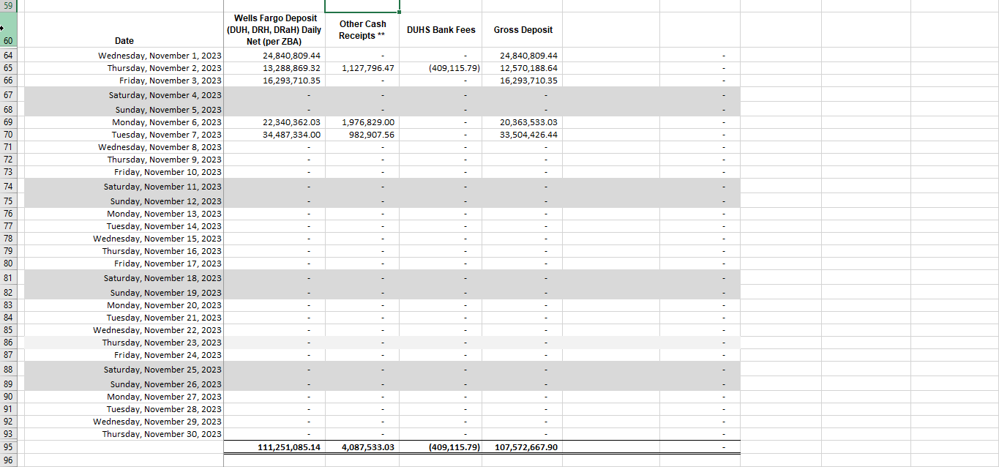 59
Wells Fargo Deposit
(DUH, DRH, DRaH) Daily
Net (per ZBA)
Other Cash
Receipts **
DUHS Bank Fees
Gross Deposit
60 Date
64 Wednesday, November 1, 2023 24,840,809.44 - - 24,840,809.44 -
65 Thursday, November 2, 2023 13,288,869.32 1,127,796.47 (409,115.79) 12,570,188.64 -
66 Friday, November 3, 2023 16,293,710.35 - - 16,293,710.35 -
67 Saturday, November 4, 2023 - - - - -
68 Sunday, November 5, 2023 - - - - -
69 Monday, November 6, 2023 22,340,362.03 1,976,829.00 - 20,363,533.03 -
70 Tuesday, November 7, 2023 34,487,334.00 982,907.56 - 33,504,426.44 -
71 Wednesday, November 8, 2023 - - - - -
72 Thursday, November 9, 2023 - - - - -
73 Friday, November 10, 2023 - - - - -
74 Saturday, November 11, 2023 - - - - -
75 Sunday, November 12, 2023 - - - - -
76 Monday, November 13, 2023 - - - - -
77 Tuesday, November 14, 2023 - - - - -
78 Wednesday, November 15, 2023 - - - - -
79 Thursday, November 16, 2023 - - - - -
80 Friday, November 17, 2023 - - - - -
81 Saturday, November 18, 2023 - - - - -
82 Sunday, November 19, 2023 - - - - -
83 Monday, November 20, 2023 - - - - -
84 Tuesday, November 21, 2023 - - - - -
85 Wednesday, November 22, 2023 - - - - -
86 Thursday, November 23, 2023 - - - - -
87 Friday, November 24, 2023 - - - - -
88 Saturday, November 25, 2023 - - - - -
89 Sunday, November 26, 2023 - - - - -
90 Monday, November 27, 2023 - - - - -
91 Tuesday, November 28, 2023 - - - - -
92 Wednesday, November 29, 2023 - - - - -
93 Thursday, November 30, 2023 - - - - -
95 111,251,085.14 4,087,533.03 (409,115.79) 107,572,667.90 -
96